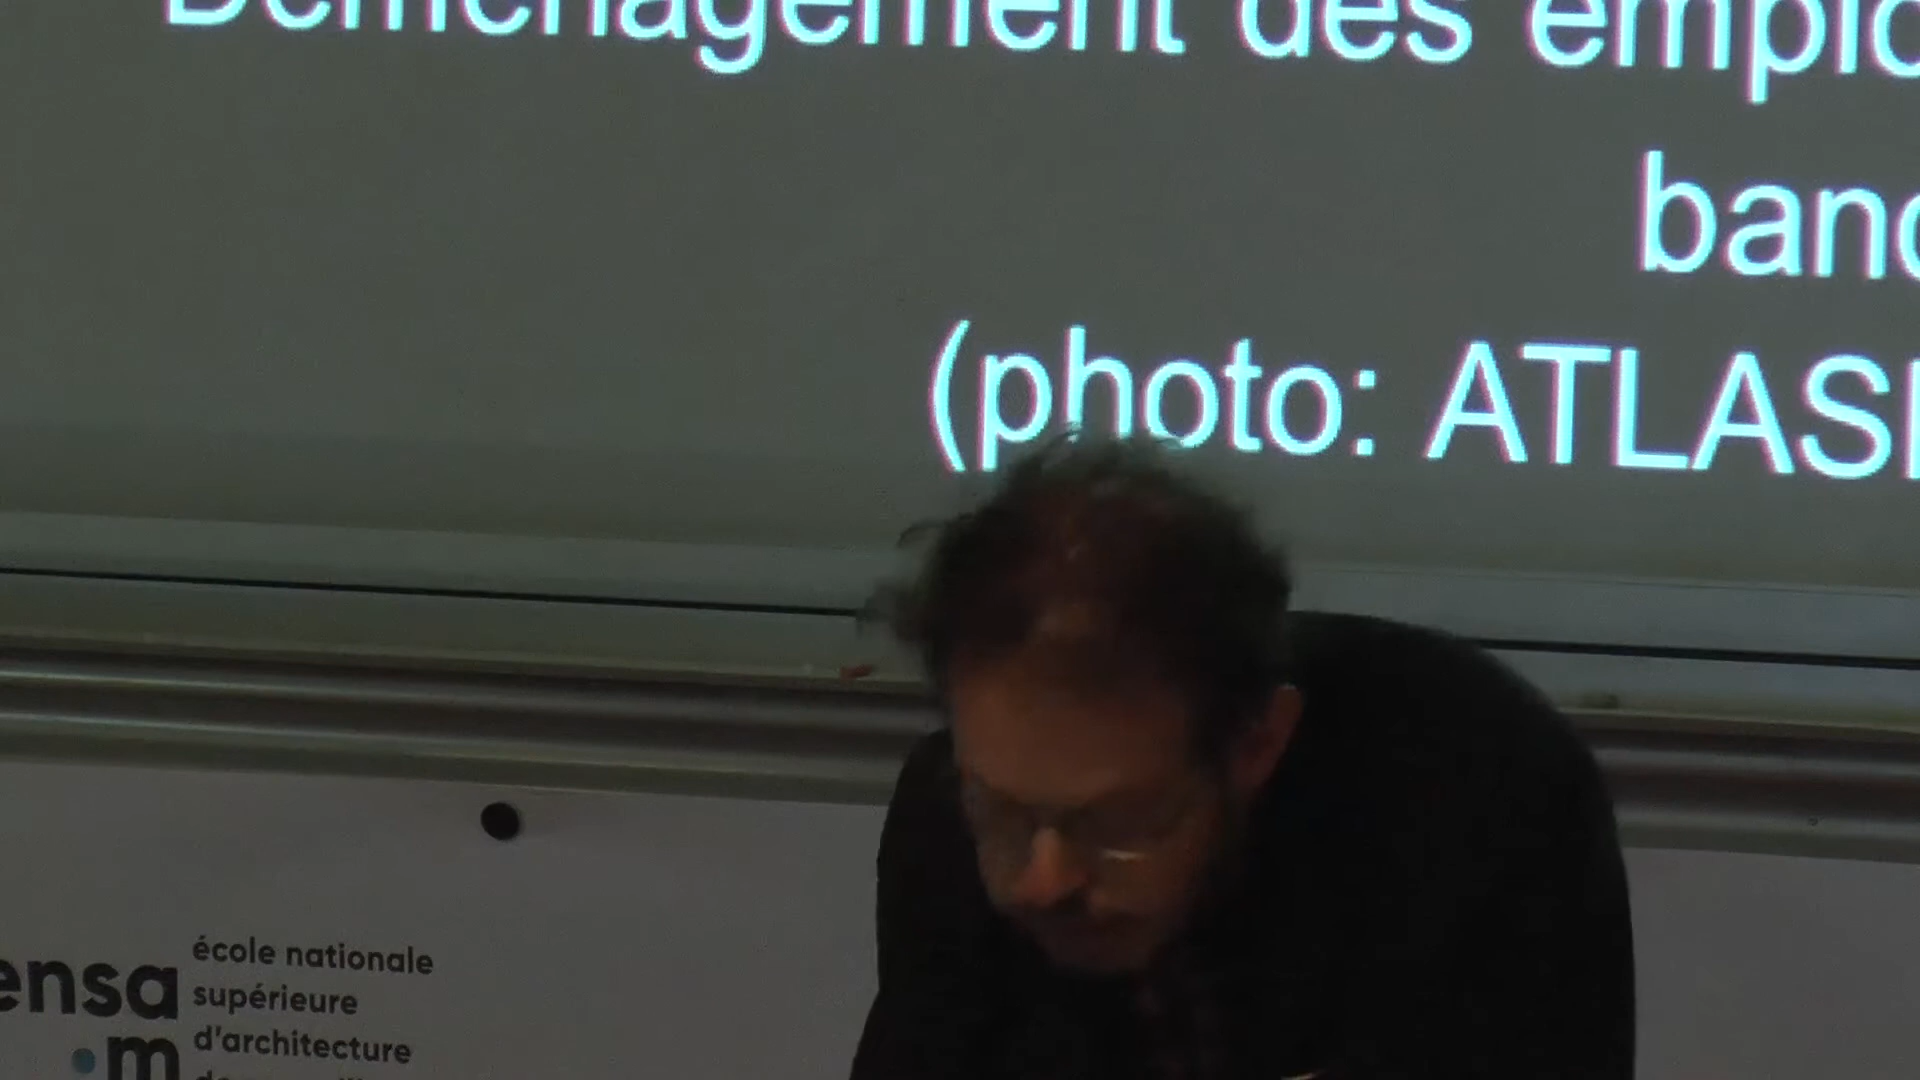 Déménagement des emplo
banc
(photo: ATLAS
ensa
.m
école nationale
supérieure
d'architecture